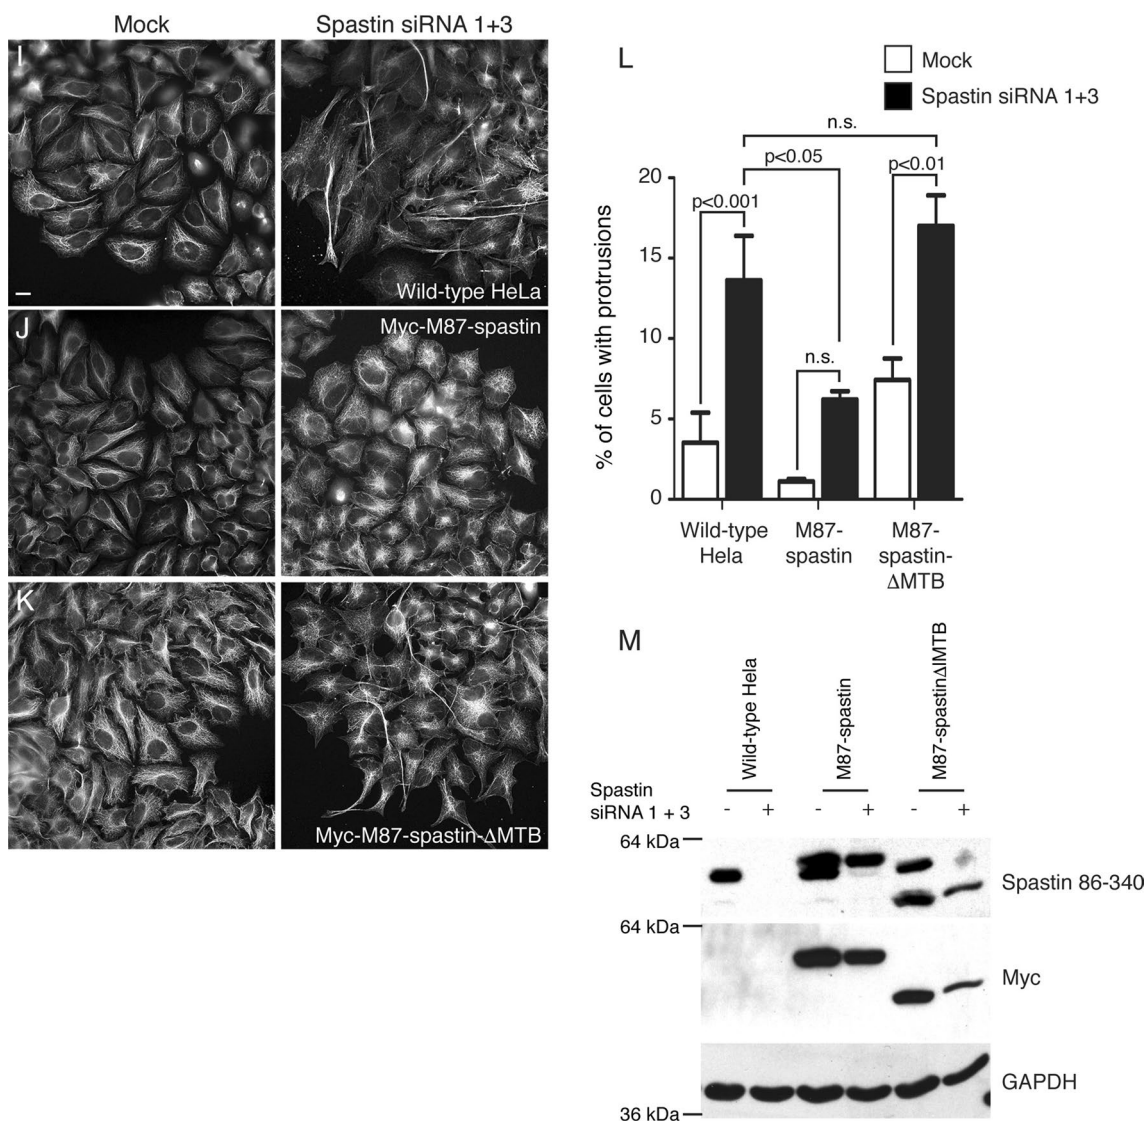 Mock
Spastin siRNA 1+3
I
Wild-type HeLa
J
Myc-M87-spastin
K
Myc-M87-spastin-ΔMTB
L
Mock
Spastin siRNA 1+3
n.s.
p<0.05
p<0.01
p<0.001
n.s.
% of cells with protrusions
20
15
10
5
0
Wild-type
Hela
M87-
spastin
M87-
spastin-
ΔMTB
M
Wild-type Hela
M87-spastin
M87-spastinΔIMTB
Spastin
siRNA 1 + 3
- + - + - +
64 kDa
Spastin 86-340
64 kDa
Myc
GAPDH
36 kDa